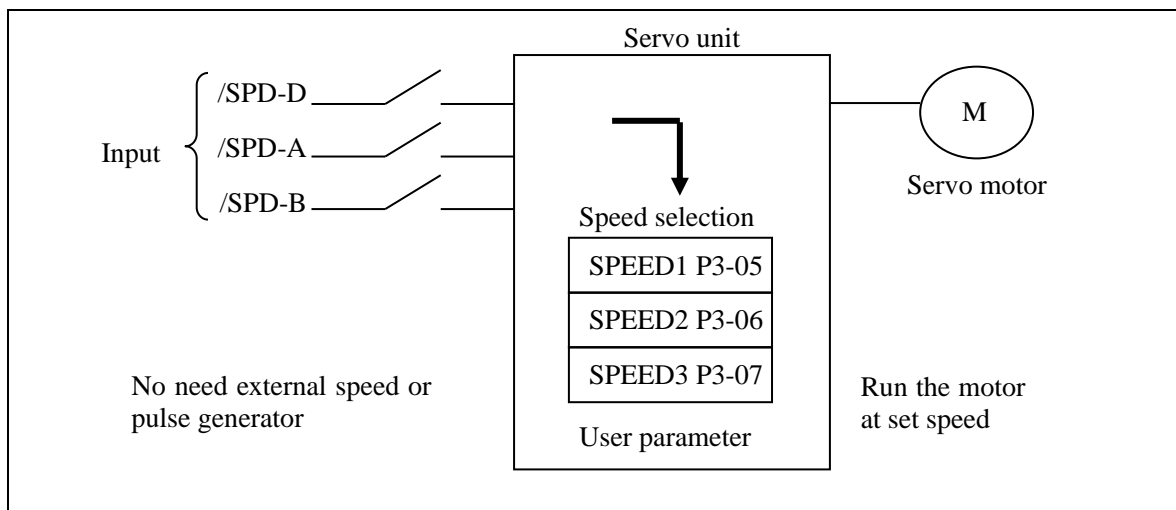 Servo unit
/SPD-D
/SPD-A
/SPD-B
Input
M
Servo motor
Speed selection
SPEED1 P3-05
SPEED2 P3-06
SPEED3 P3-07
User parameter
No need external speed or
pulse generator
Run the motor
at set speed